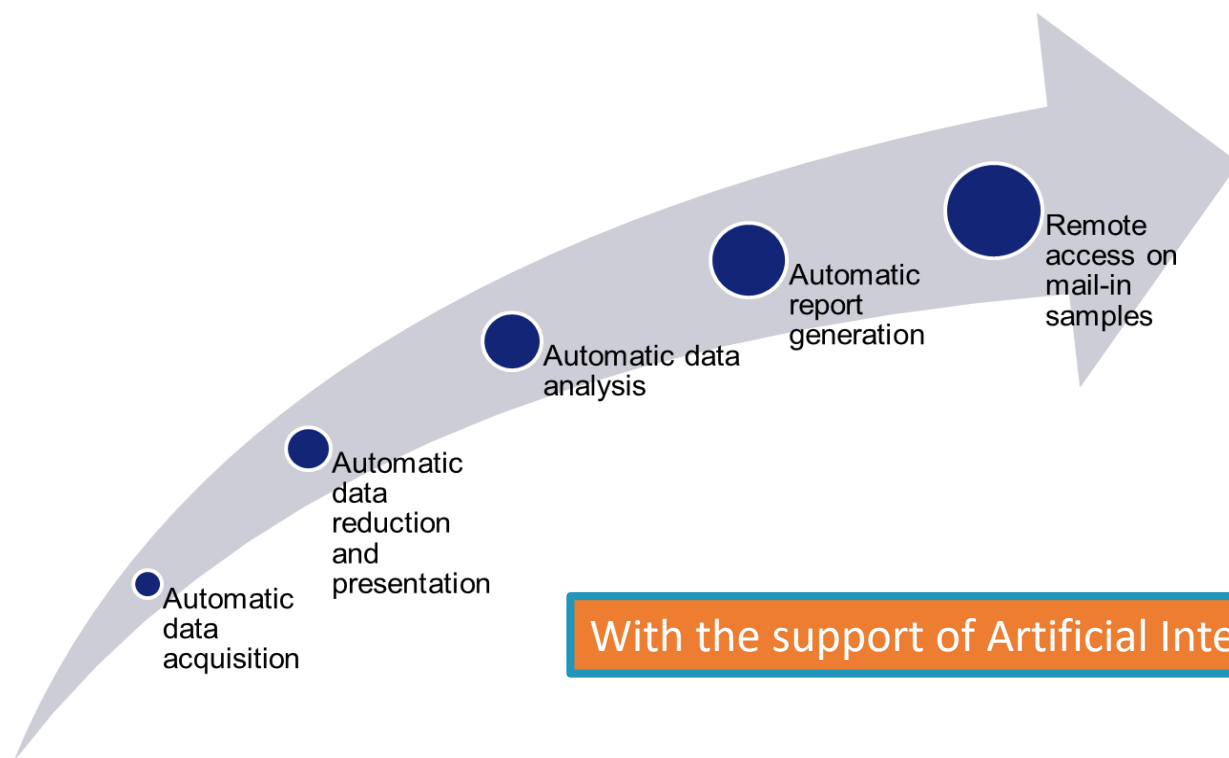 Remote
access on
mail-in
samples
Automatic
report
generation
Automatic data
analysis
Automatic
data
reduction
and
presentation
Automatic
data
acquisition
With the support of Artificial Inte